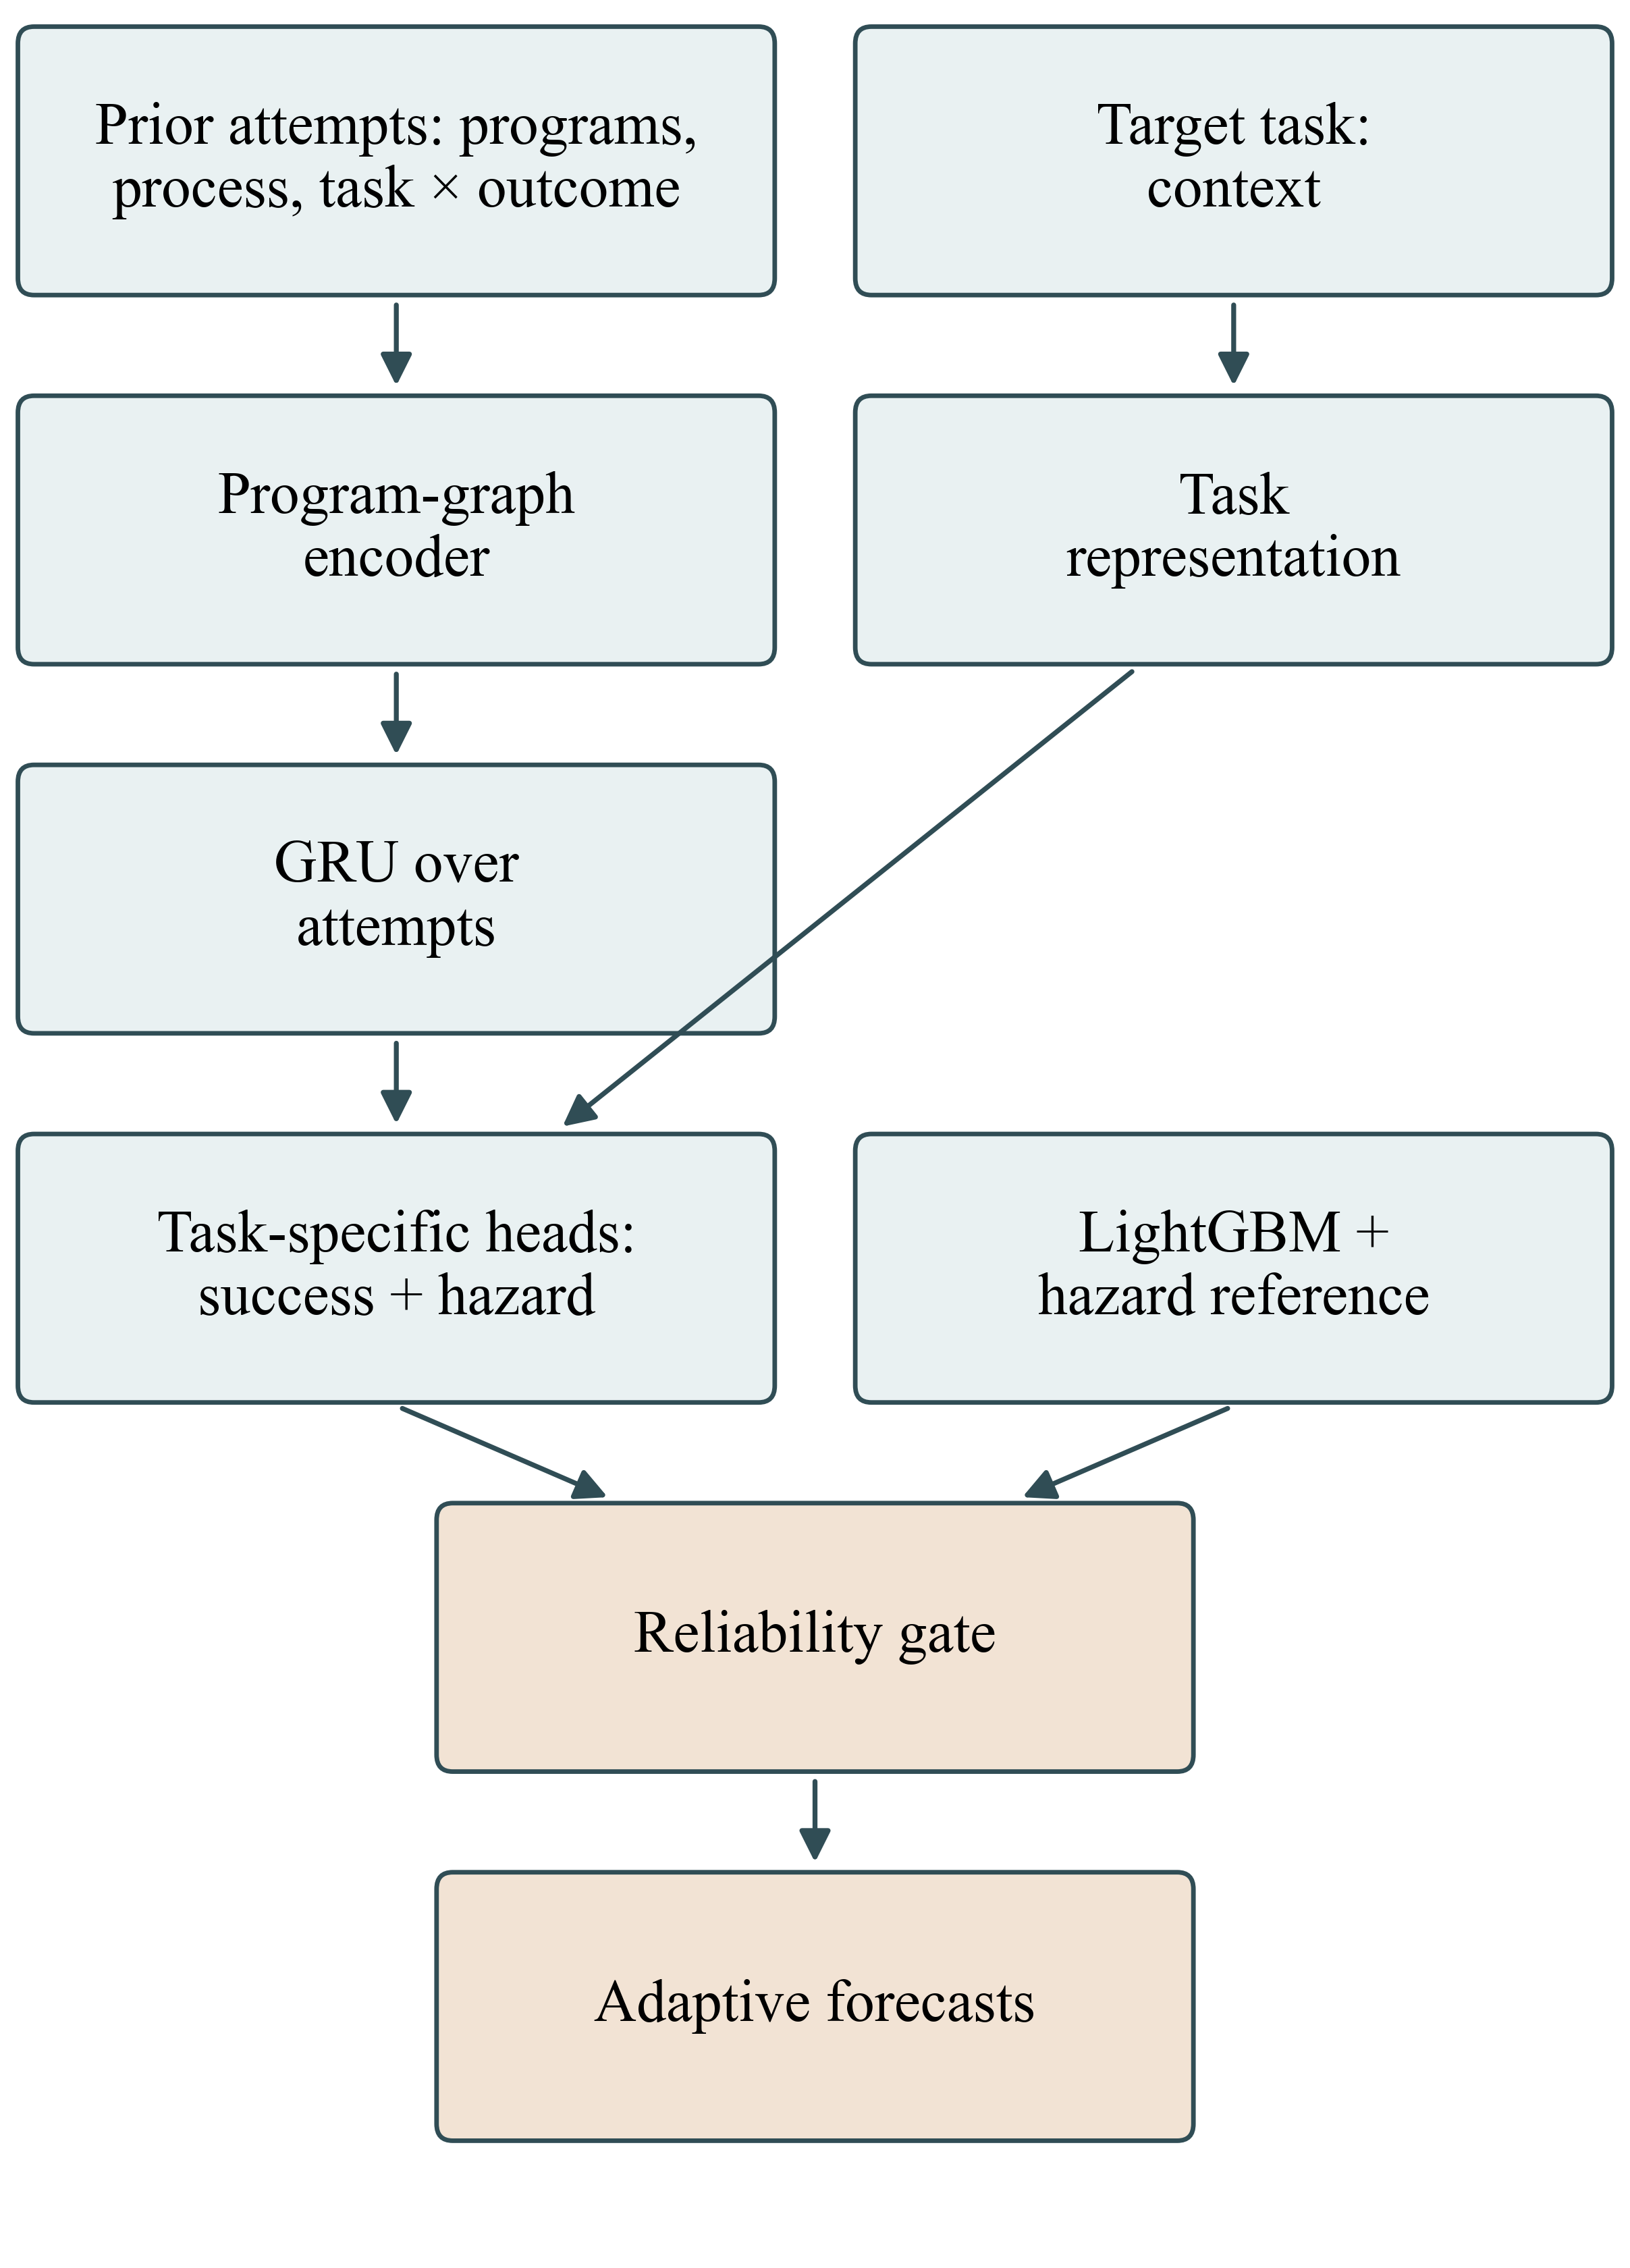 Prior attempts: programs,
process, task × outcome
Target task:
context
Program-graph
encoder
Task
representation
GRU over
attempts
Task-specific heads:
success + hazard
LightGBM +
hazard reference
Reliability gate
Adaptive forecasts